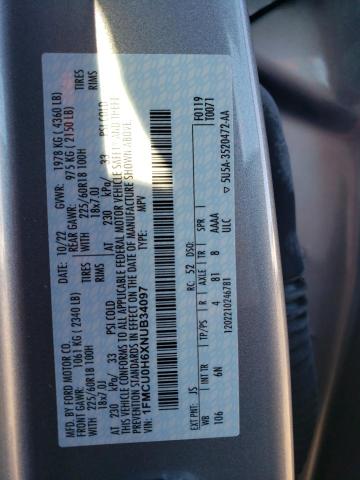 MFD. BY FORD MOTOR CO.
DATE: 10/22 GVWR: 1978 KG ( 4360 LB)
FRONT GAWR: 1061 KG ( 2340 LB) REAR GAWR: 975 KG ( 2150 LB)
WITH 225/60R18 100H TIRES 225/60R18 100H TIRES
18x7.0J RIMS 18x7.0J RIMS
AT 230 kPa/ 33 PSI COLD AT 230 kPa/ 33 PSI COLD
THIS VEHICLE CONFORMS TO ALL APPLICABLE FEDERAL MOTOR VEHICLE SAFETY AND THEFT PREVENTION STANDARDS IN EFFECT ON THE DATE OF MANUFACTURE SHOWN ABOVE.
VIN: 1FMCU0H6XNUB34097
TYPE: MPV
F0119
T0071
EXT PNT: JS RC: 52 DSO:
WB INT TR TP/PS R AXLE TR SPR
106 6N 4 81 8 AAAA
ULC
1202210246781
▽ 5U5A-3520472-AA